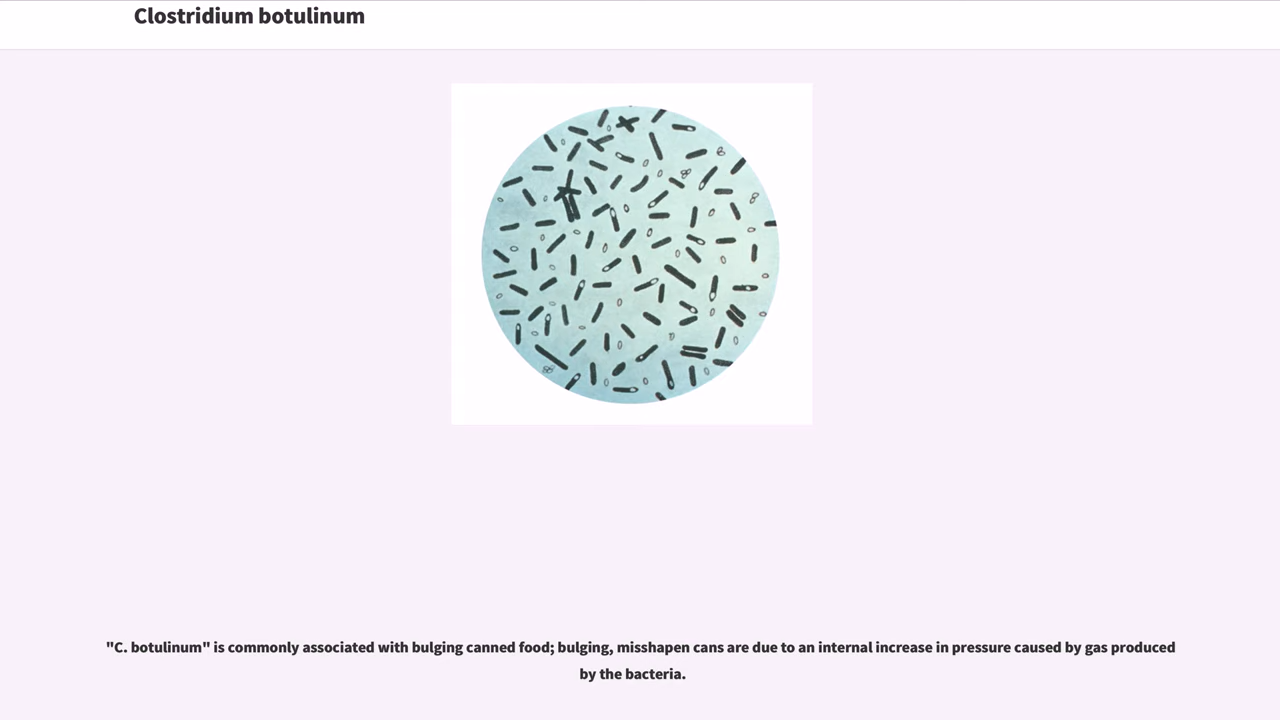 Clostridium botulinum
"C. botulinum" is commonly associated with bulging canned food; bulging, misshapen cans are due to an internal increase in pressure caused by gas produced
by the bacteria.